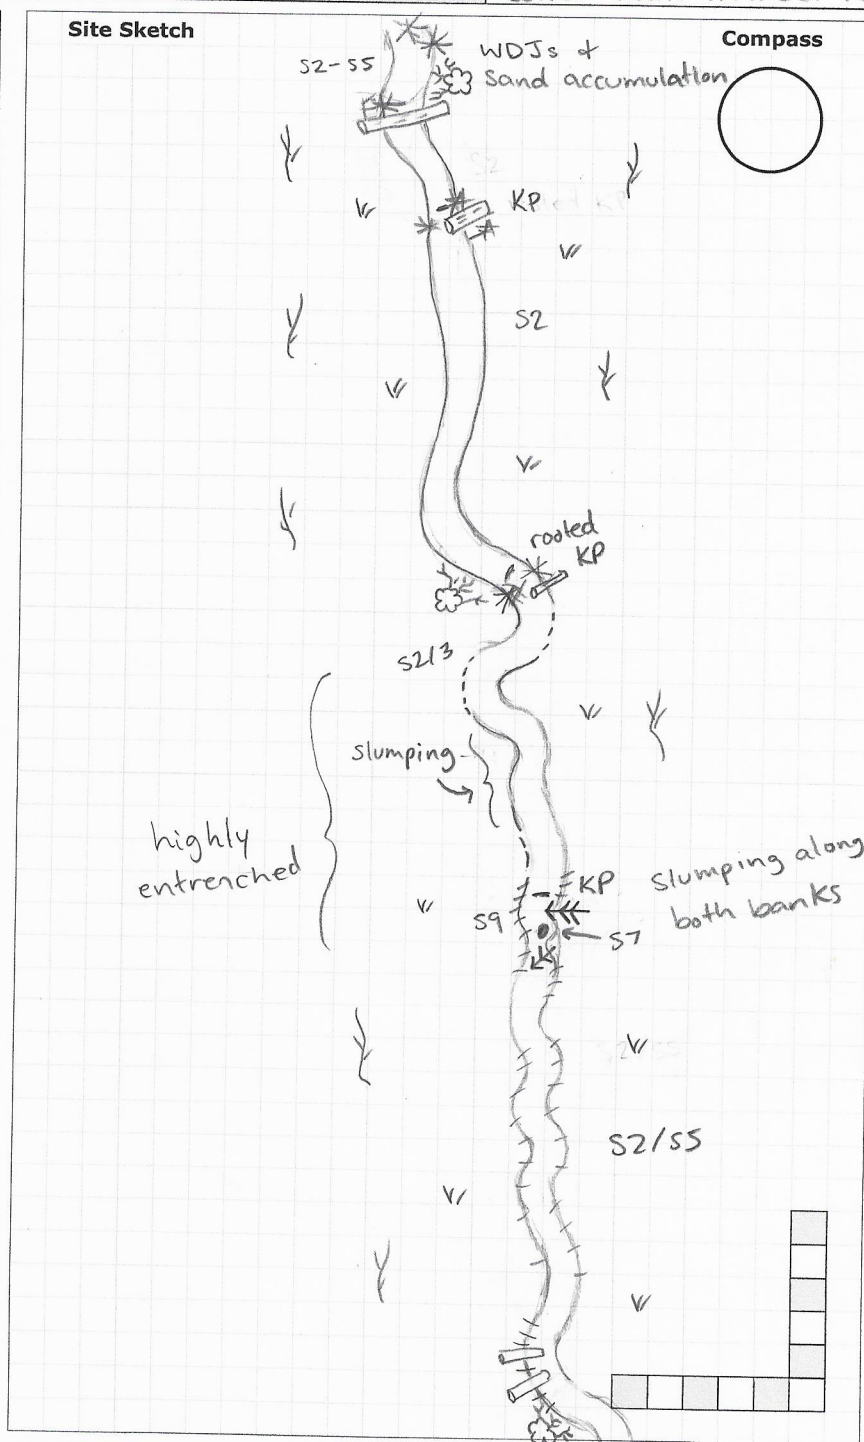 Site Sketch
Compass
WDJs &
Sand accumulation
S2-S5
KP
S2
rooted
KP
S2/3
slumping
highly
entrenched
KP
slumping along
both banks
S9
S7
S2/S5